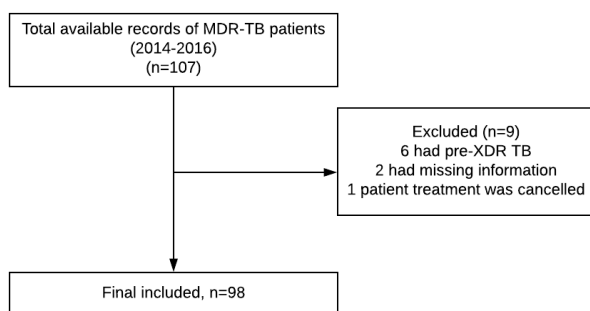 Total available records of MDR-TB patients
(2014-2016)
(n=107)
Excluded (n=9)
6 had pre-XDR TB
2 had missing information
1 patient treatment was cancelled
Final included, n=98